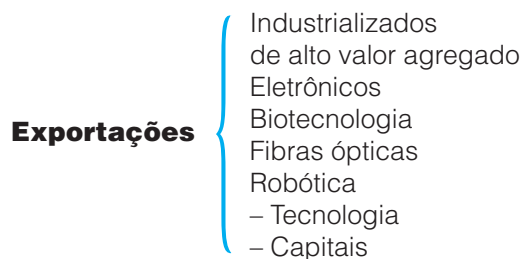 Industrializados
de alto valor agregado
Eletrônicos
Biotecnologia
Exportações
Fibras ópticas
Robótica
– Tecnologia
– Capitais